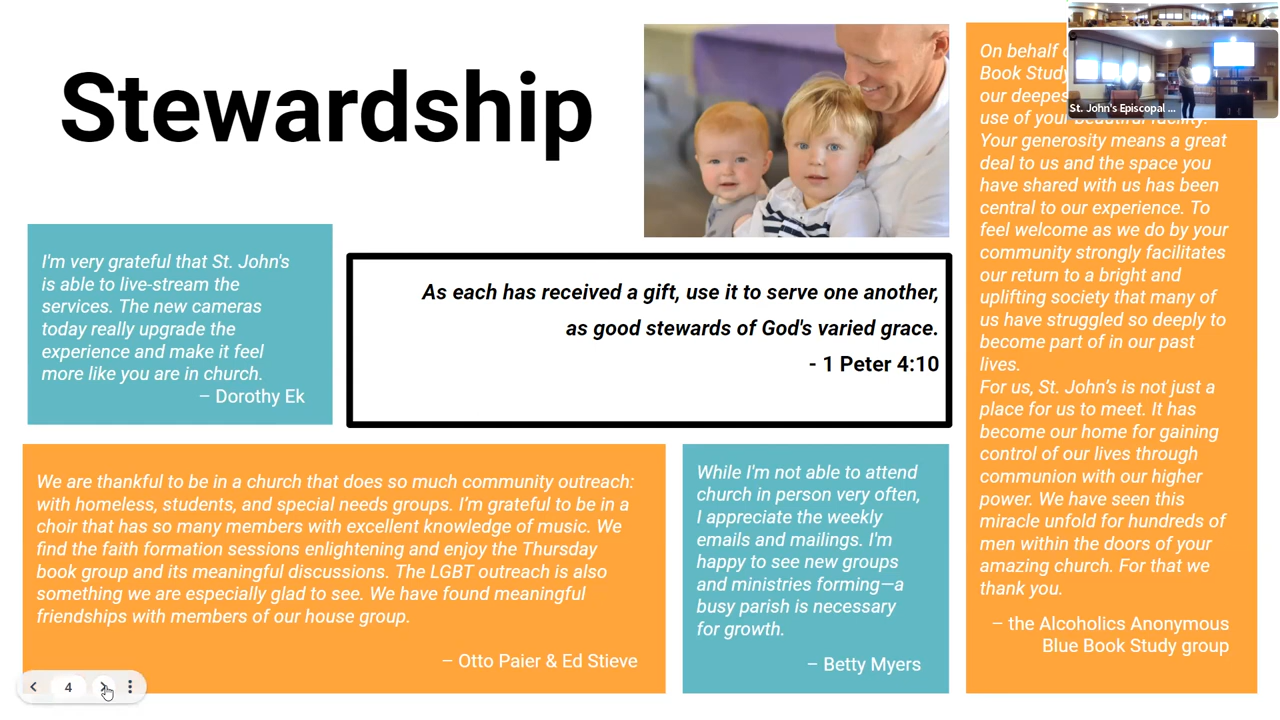 Stewardship
I'm very grateful that St. John's
is able to live-stream the
services. The new cameras
today really upgrade the
experience and make it feel
more like you are in church.
– Dorothy Ek
As each has received a gift, use it to serve one another,
as good stewards of God's varied grace.
- 1 Peter 4:10
We are thankful to be in a church that does so much community outreach:
with homeless, students, and special needs groups. I’m grateful to be in a
choir that has so many members with excellent knowledge of music. We
find the faith formation sessions enlightening and enjoy the Thursday
book group and its meaningful discussions. The LGBT outreach is also
something we are especially glad to see. We have found meaningful
friendships with members of our house group.
– Otto Paier & Ed Stieve
While I'm not able to attend
church in person very often,
I appreciate the weekly
emails and mailings. I'm
happy to see new groups
and ministries forming—a
busy parish is necessary
for growth.
– Betty Myers
On behalf
Book Study
our deepes
use of your beautiful facility.
Your generosity means a great
deal to us and the space you
have shared with us has been
central to our experience. To
feel welcome as we do by your
community strongly facilitates
our return to a bright and
uplifting society that many of
us have struggled so deeply to
become part of in our past
lives.
For us, St. John’s is not just a
place for us to meet. It has
become our home for gaining
control of our lives through
communion with our higher
power. We have seen this
miracle unfold for hundreds of
men within the doors of your
amazing church. For that we
thank you.
– the Alcoholics Anonymous
Blue Book Study group
St. John's Episcopal ...
4